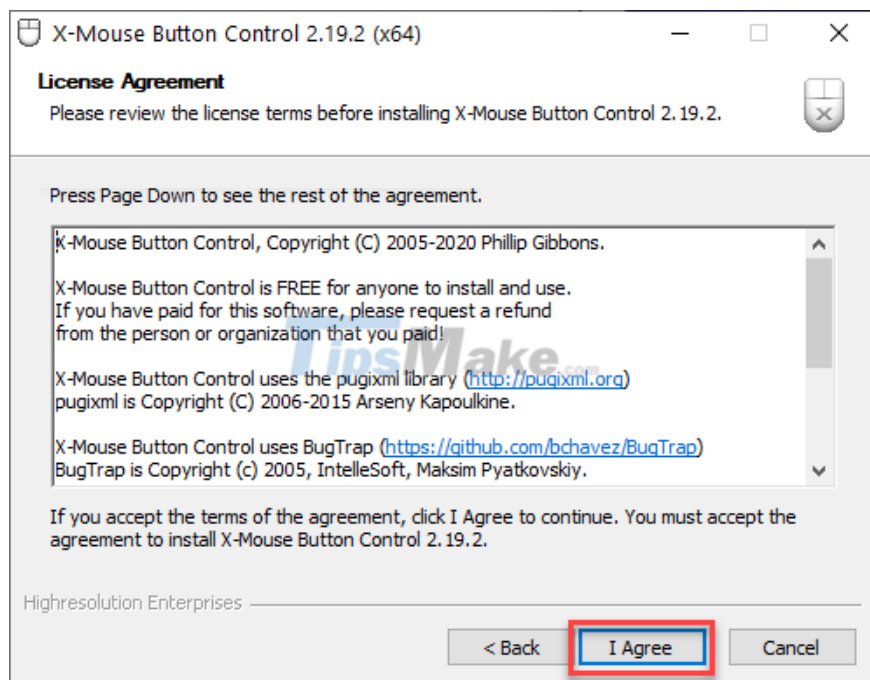 X-Mouse Button Control 2.19.2 (x64)
License Agreement
Please review the license terms before installing X-Mouse Button Control 2.19.2.
Press Page Down to see the rest of the agreement.
X-Mouse Button Control, Copyright (C) 2005-2020 Phillip Gibbons.
X-Mouse Button Control is FREE for anyone to install and use.
If you have paid for this software, please request a refund
from the person or organization that you paid!
TipsMake.com
X-Mouse Button Control uses the pugixml library (http://pugixml.org)
pugixml is Copyright (C) 2006-2015 Arseny Kapoulkine.
X-Mouse Button Control uses BugTrap (https://github.com/bchavez/BugTrap)
BugTrap is Copyright (c) 2005, IntelleSoft, Maksim Pyatkovskiy.
If you accept the terms of the agreement, click I Agree to continue. You must accept the
agreement to install X-Mouse Button Control 2.19.2.
Highresolution Enterprises
< Back
I Agree
Cancel